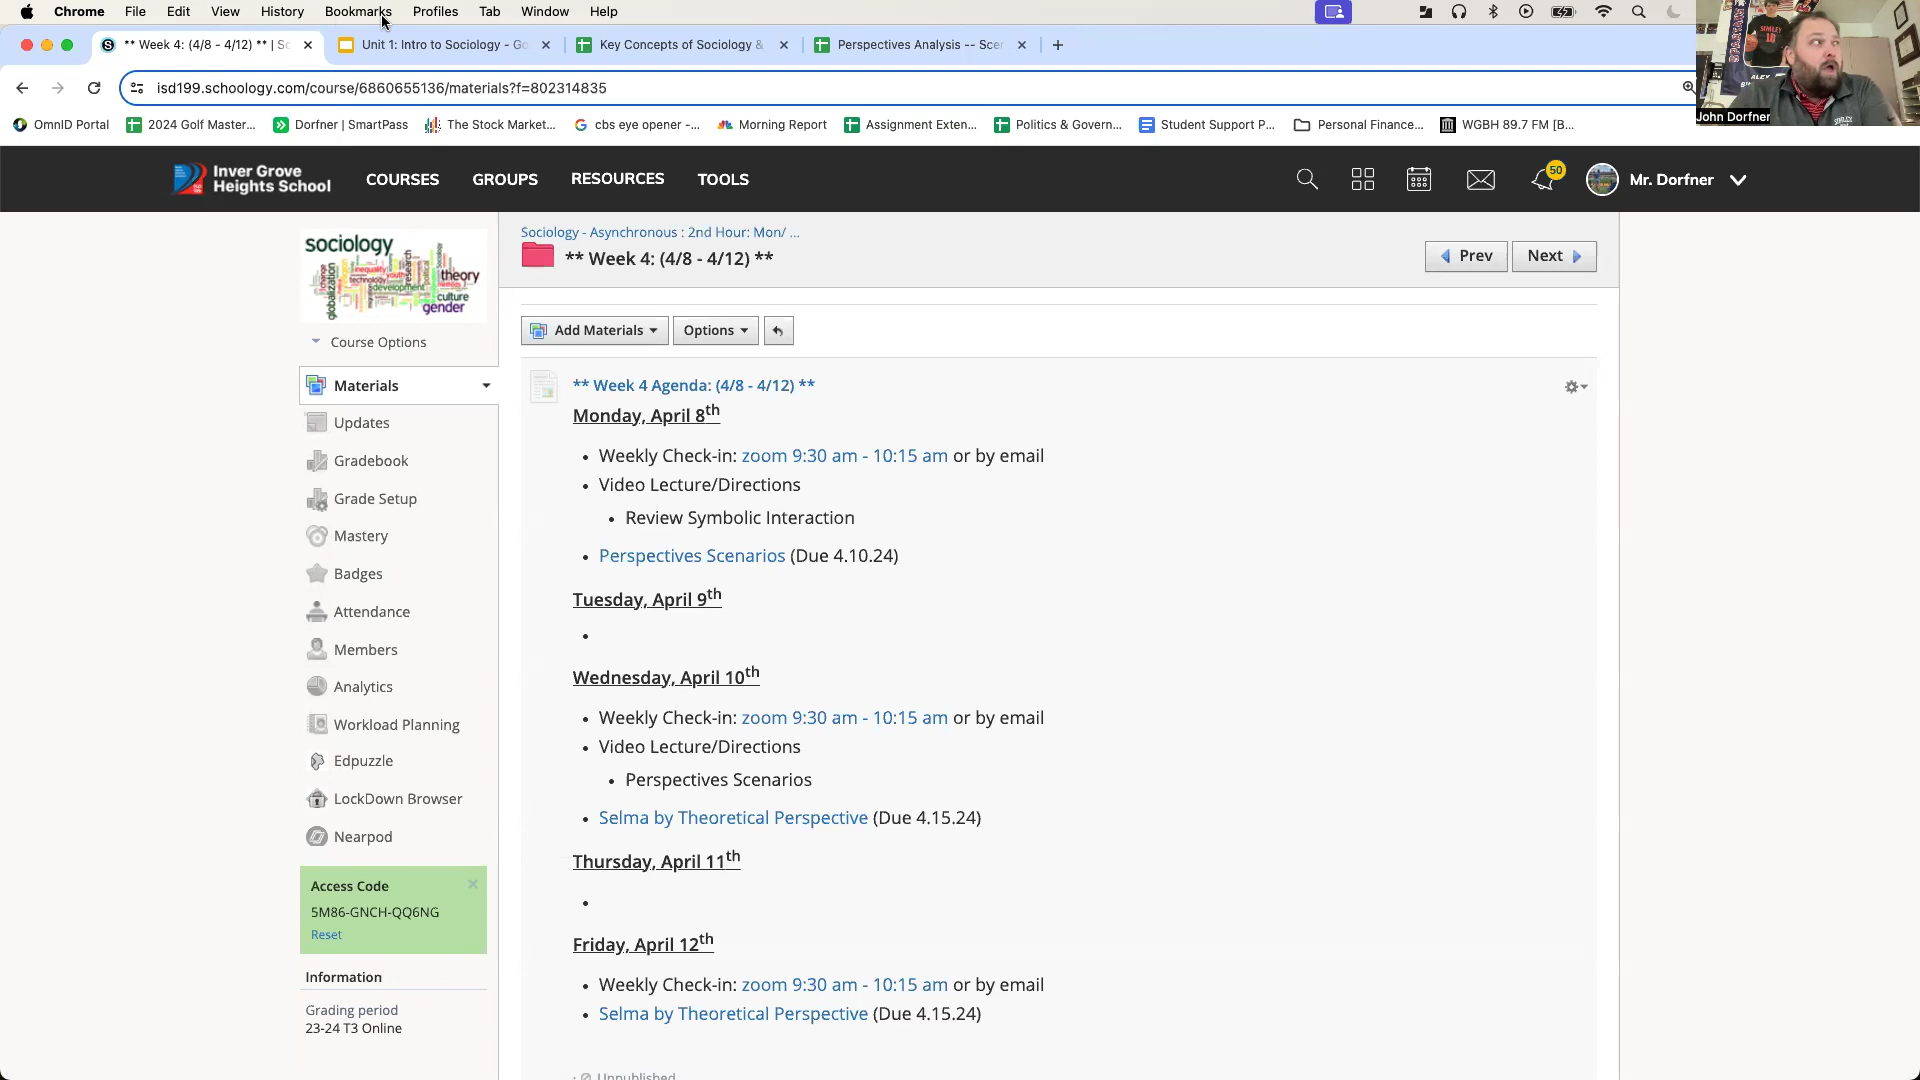 Chrome File Edit View History Bookmarks Profiles Tab Window Help
** Week 4: (4/8 - 4/12) ** | Sc
Unit 1: Intro to Sociology - Go
Key Concepts of Sociology &
Perspectives Analysis -- Scen
isd199.schoology.com/course/6860655136/materials?f=802314835
OmnID Portal
2024 Golf Master...
Dorfner | SmartPass
The Stock Market...
cbs eye opener -...
Morning Report
Assignment Exten...
Politics & Govern...
Student Support P...
Personal Finance...
WGBH 89.7 FM [B...
John Dorfner
Inver Grove
Heights School
COURSES GROUPS RESOURCES TOOLS
50
Mr. Dorfner
sociology
theory
culture
gender
globalization
inequality
technology
development
research
Course Options
Materials
Updates
Gradebook
Grade Setup
Mastery
Badges
Attendance
Members
Analytics
Workload Planning
Edpuzzle
LockDown Browser
Nearpod
Access Code
5M86-GNCH-QQ6NG
Reset
Information
Grading period
23-24 T3 Online
Sociology - Asynchronous : 2nd Hour: Mon/ ...
** Week 4: (4/8 - 4/12) **
Prev Next
Add Materials Options
** Week 4 Agenda: (4/8 - 4/12) **
Monday, April 8th
• Weekly Check-in: zoom 9:30 am - 10:15 am or by email
• Video Lecture/Directions
• Review Symbolic Interaction
• Perspectives Scenarios (Due 4.10.24)
Tuesday, April 9th
•
Wednesday, April 10th
• Weekly Check-in: zoom 9:30 am - 10:15 am or by email
• Video Lecture/Directions
• Perspectives Scenarios
• Selma by Theoretical Perspective (Due 4.15.24)
Thursday, April 11th
•
Friday, April 12th
• Weekly Check-in: zoom 9:30 am - 10:15 am or by email
• Selma by Theoretical Perspective (Due 4.15.24)
Unpublished